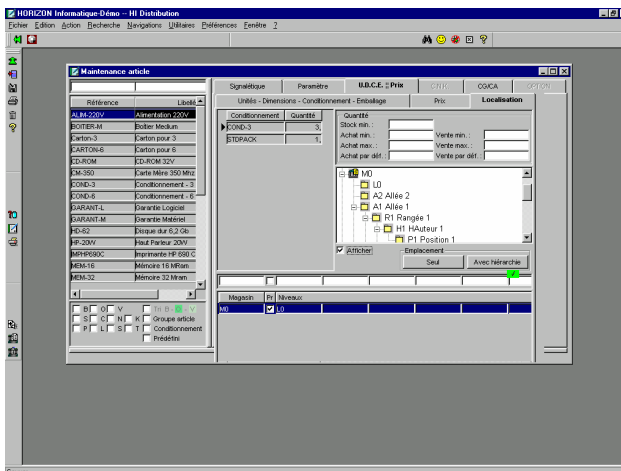 HORIZON Informatique-Démo -- HI Distribution
Fichier Edition Action Recherche Navigations Utilitaires Préférences Fenêtre ?
Maintenance article
Référence Libellé
ALIM-220V Alimentation 220V
BOITIER-M Boîtier Medium
Carton-3 Carton pour 3
CARTON-6 Carton pour 6
CD-ROM CD-ROM 32V
CM-350 Carte Mère 350 Mhz
COND-3 Conditionnement - 3
COND-6 Conditionnement - 6
GARANT-L Garantie Logiciel
GARANT-M Garantie Matériel
HD-62 Disque dur 6,2 Gb
HP-20W Haut Parleur 20W
IMPHP690C Imprimante HP 690 C
MEM-16 Mémoire 16 MRam
MEM-32 Mémoire 32 Mram
B O V Tri B - O - V
S C N K Groupe article
P L S T Conditionnement
Prédéfini
Signalétique Paramètre U.D.C.E. :: Prix C.N.K. CG/CA OPTION
Unités - Dimensions - Conditionnement - Emballage Prix Localisation
Conditionnement Quantité
COND-3 3,
STDPACK 1,
Quantité
Stock min. :
Achat min. : Vente min. :
Achat max. : Vente max. :
Achat par déf. : Vente par déf. :
M0
L0
A2 Allée 2
A1 Allée 1
R1 Rangée 1
H1 HAuteur 1
P1 Position 1
Afficher
Emplacement
Seul Avec hiérarchie
Magasin Pr Niveaux
M0 L0